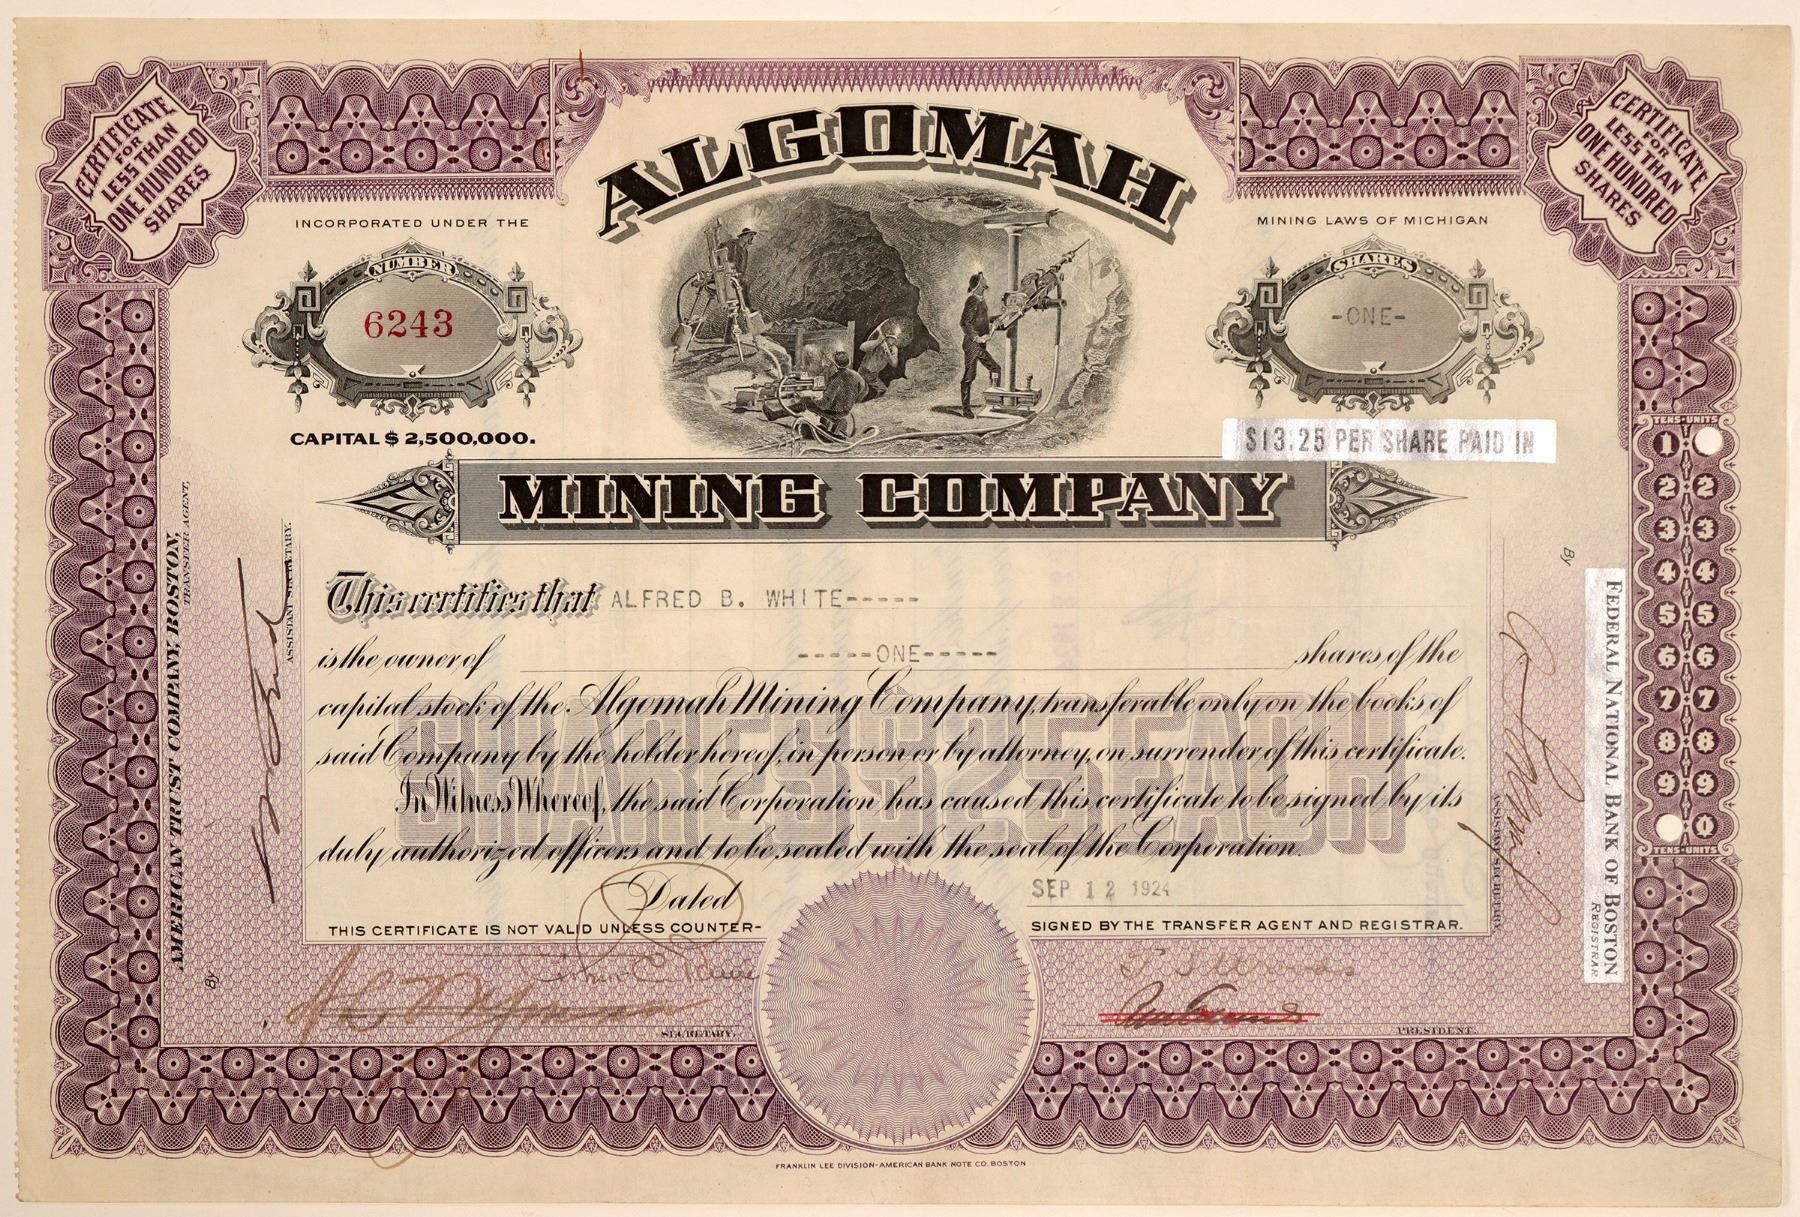 CERTIFICATE
FOR
LESS THAN
ONE HUNDRED
SHARES
CERTIFICATE
FOR
LESS THAN
ONE HUNDRED
SHARES
ALGOMAH
INCORPORATED UNDER THE
MINING LAWS OF MICHIGAN
NUMBER
6243
SHARES
-ONE-
CAPITAL $ 2,500,000.
$13.25 PER SHARE PAID IN
MINING COMPANY
TENS-UNITS
1
2 2
3 3
4 4
5 5
6 6
7 7
8 8
9 9
0
TENS-UNITS
This certifies that ALFRED B. WHITE-----
is the owner of -----ONE----- shares of the
capital stock of the Algomah Mining Company, transferable only on the books of
said Company by the holder hereof, in person or by attorney, on surrender of this certificate.
In Witness Whereof, the said Corporation has caused this certificate to be signed by its
duly authorized officers and to be sealed with the seal of the Corporation.
SHARES $25 EACH
Dated SEP 12 1924
THIS CERTIFICATE IS NOT VALID UNLESS COUNTER-
SIGNED BY THE TRANSFER AGENT AND REGISTRAR.
SECRETARY.
PRESIDENT.
AMERICAN TRUST COMPANY, BOSTON,
TRANSFER AGENT,
By
ASSISTANT SECRETARY.
By
FEDERAL NATIONAL BANK OF BOSTON
REGISTRAR
ASSISTANT SECRETARY
FRANKLIN LEE DIVISION-AMERICAN BANK NOTE CO. BOSTON